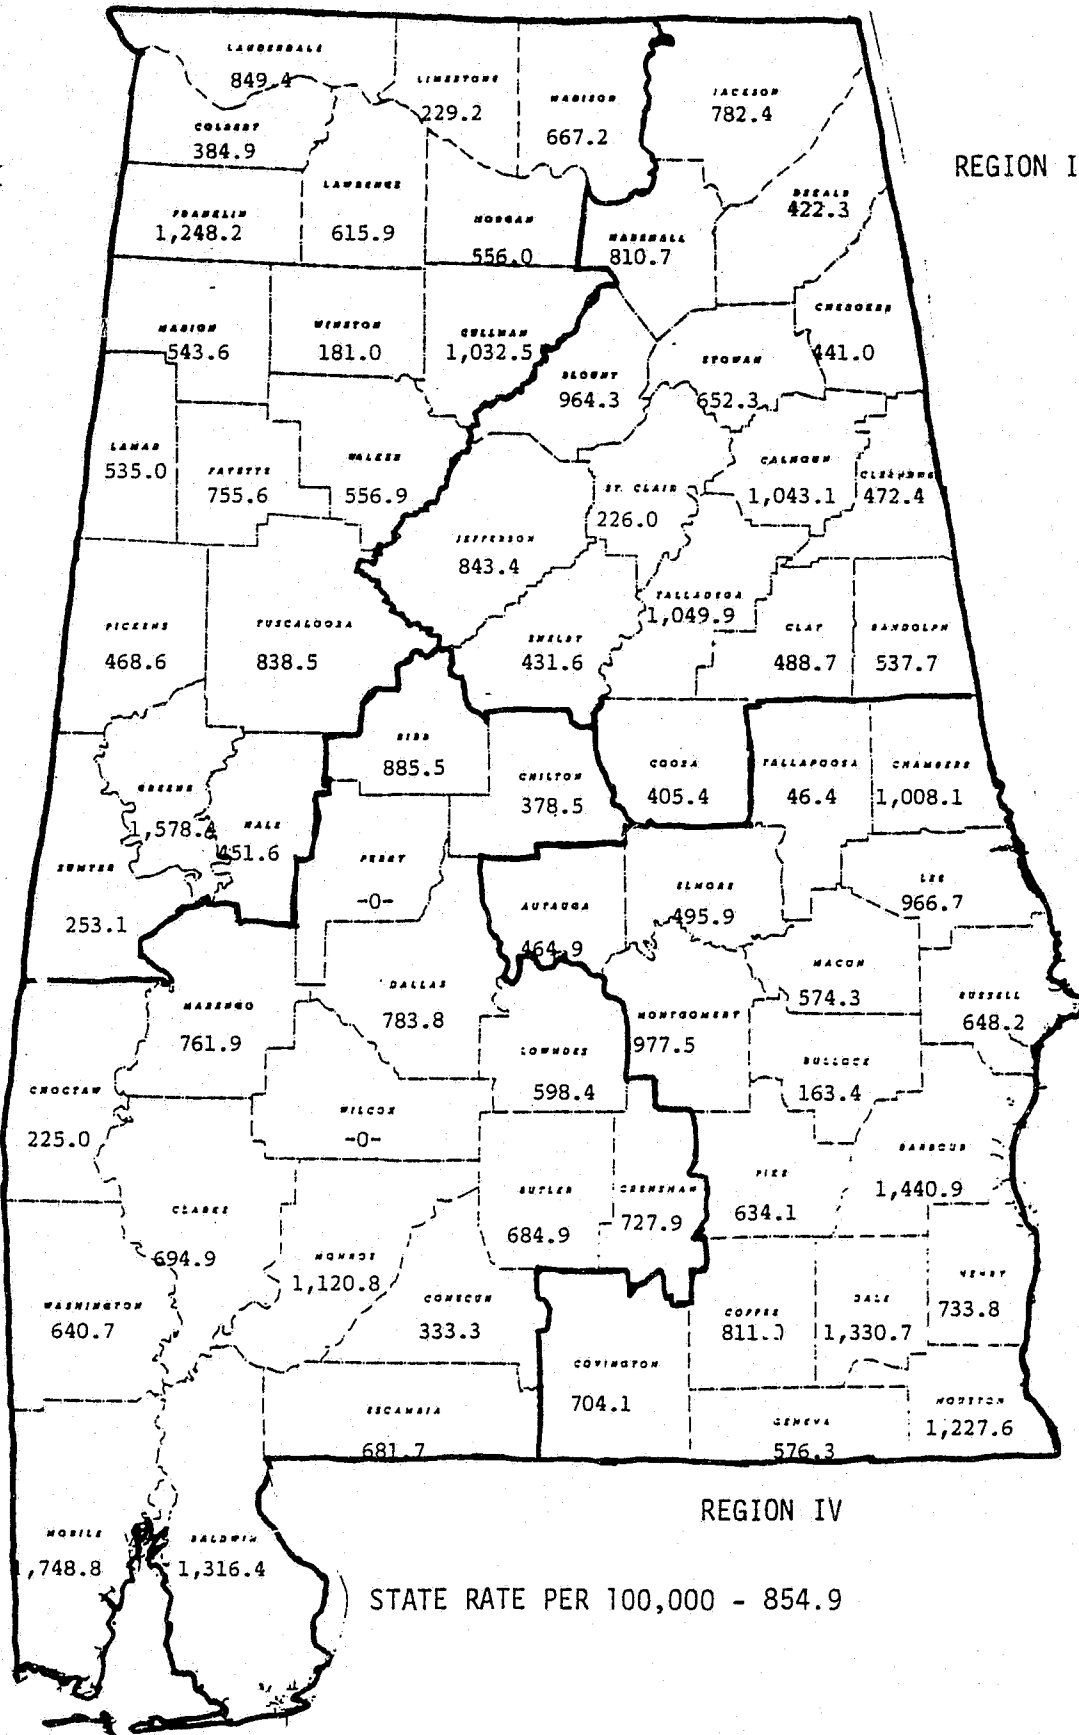 LAUDERDALE
849.4
LIMESTONE
229.2
MADISON
667.2
JACKSON
782.4
COLBERT
384.9
REGION I
LAWRENCE
615.9
DEKALB
422.3
FRANKLIN
1,248.2
MORGAN
556.0
MARSHALL
810.7
CHEROKEE
441.0
MARION
543.6
WINSTON
181.0
CULLMAN
1,032.5
BLOUNT
964.3
ETOWAH
652.3
LAMAR
535.0
FAYETTE
755.6
WALKER
556.9
ST. CLAIR
226.0
CALHOUN
1,043.1
CLEBURNE
472.4
JEFFERSON
843.4
TALLADEGA
1,049.9
PICKENS
468.6
TUSCALOOSA
838.5
SHELBY
431.6
CLAY
488.7
RANDOLPH
537.7
BIBB
885.5
CHILTON
378.5
COOSA
405.4
TALLAPOOSA
46.4
CHAMBERS
1,008.1
GREENE
1,578.4
HALE
451.6
SUMTER
253.1
PERRY
-0-
AUTAUGA
464.9
ELMORE
495.9
LEE
966.7
MACON
574.3
RUSSELL
648.2
MARENGO
761.9
DALLAS
783.8
LOWNDES
598.4
MONTGOMERY
977.5
BULLOCK
163.4
CHOCTAW
225.0
WILCOX
-0-
BARBOUR
1,440.9
CLARKE
694.9
BUTLER
684.9
CRENSHAW
727.9
PIKE
634.1
MONROE
1,120.8
WASHINGTON
640.7
CONECUH
333.3
COFFEE
DALE
1,330.7
HENRY
733.8
COVINGTON
704.1
ESCAMBIA
681.7
GENEVA
576.3
HOUSTON
1,227.6
REGION IV
MOBILE
1,748.8
BALDWIN
1,316.4
STATE RATE PER 100,000 - 854.9